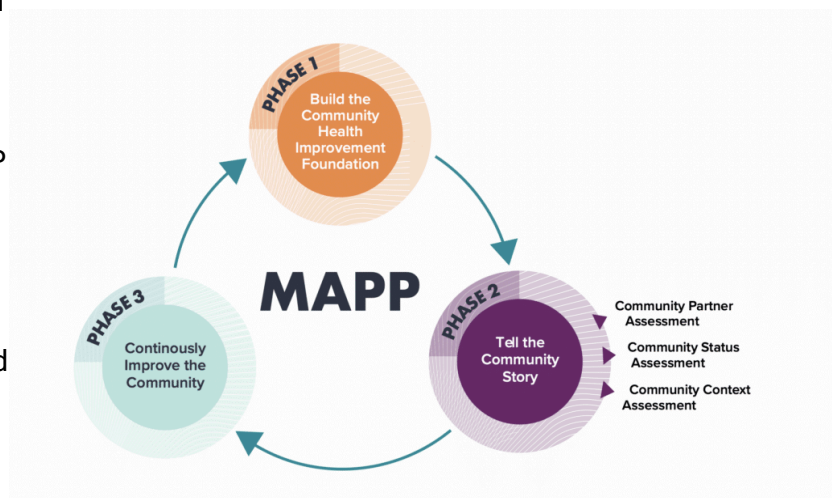 PHASE 1
Build the
Community
Health
Improvement
Foundation
MAPP
PHASE 2
Tell the
Community
Story
Community Partner
Assessment
Community Status
Assessment
Community Context
Assessment
PHASE 3
Continously
Improve the
Community